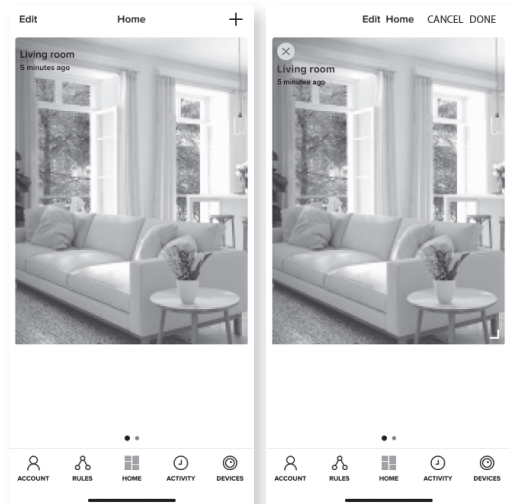 Edit Home +
Living room
5 minutes ago
ACCOUNT RULES HOME ACTIVITY DEVICES
Edit Home CANCEL DONE
Living room
5 minutes ago
ACCOUNT RULES HOME ACTIVITY DEVICES